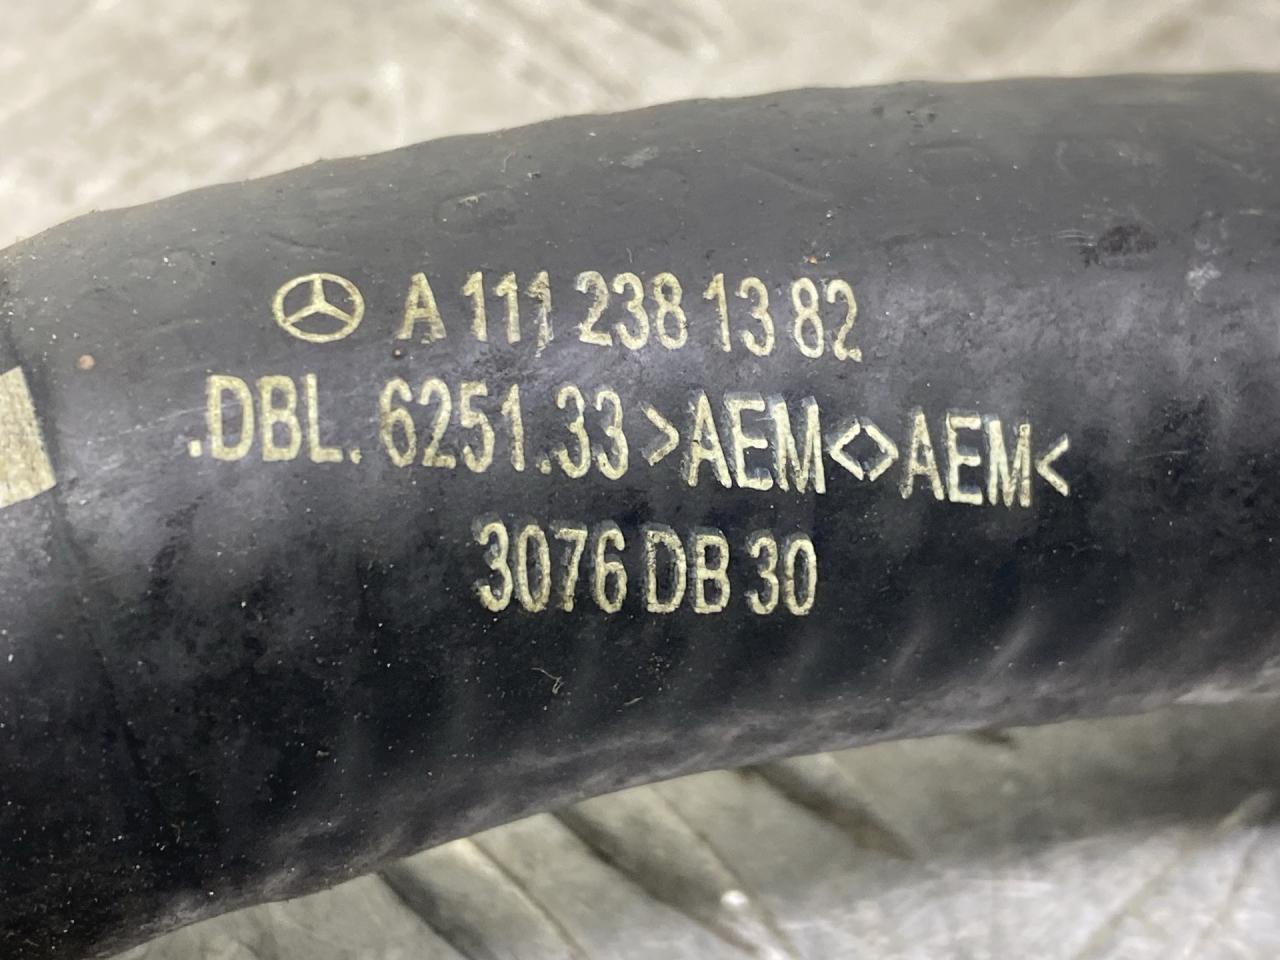 A 111 238 13 82
.DBL. 6251.33 >AEM<>AEM<
3076 DB 30